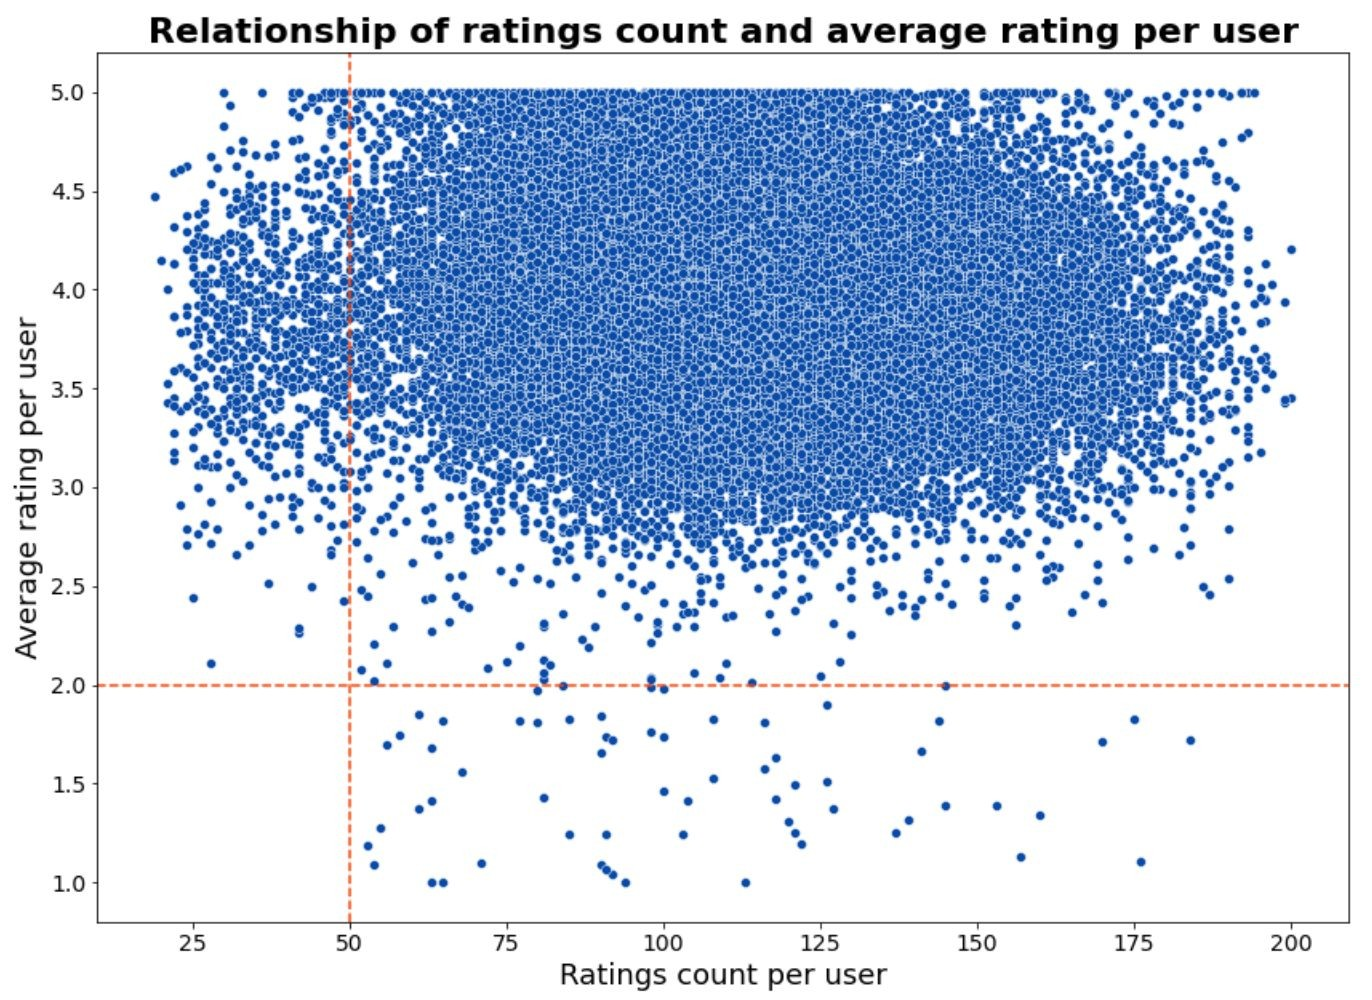 Relationship of ratings count and average rating per user
Average rating per user
5.0
4.5
4.0
3.5
3.0
2.5
2.0
1.5
1.0
25 50 75 100 125 150 175 200
Ratings count per user